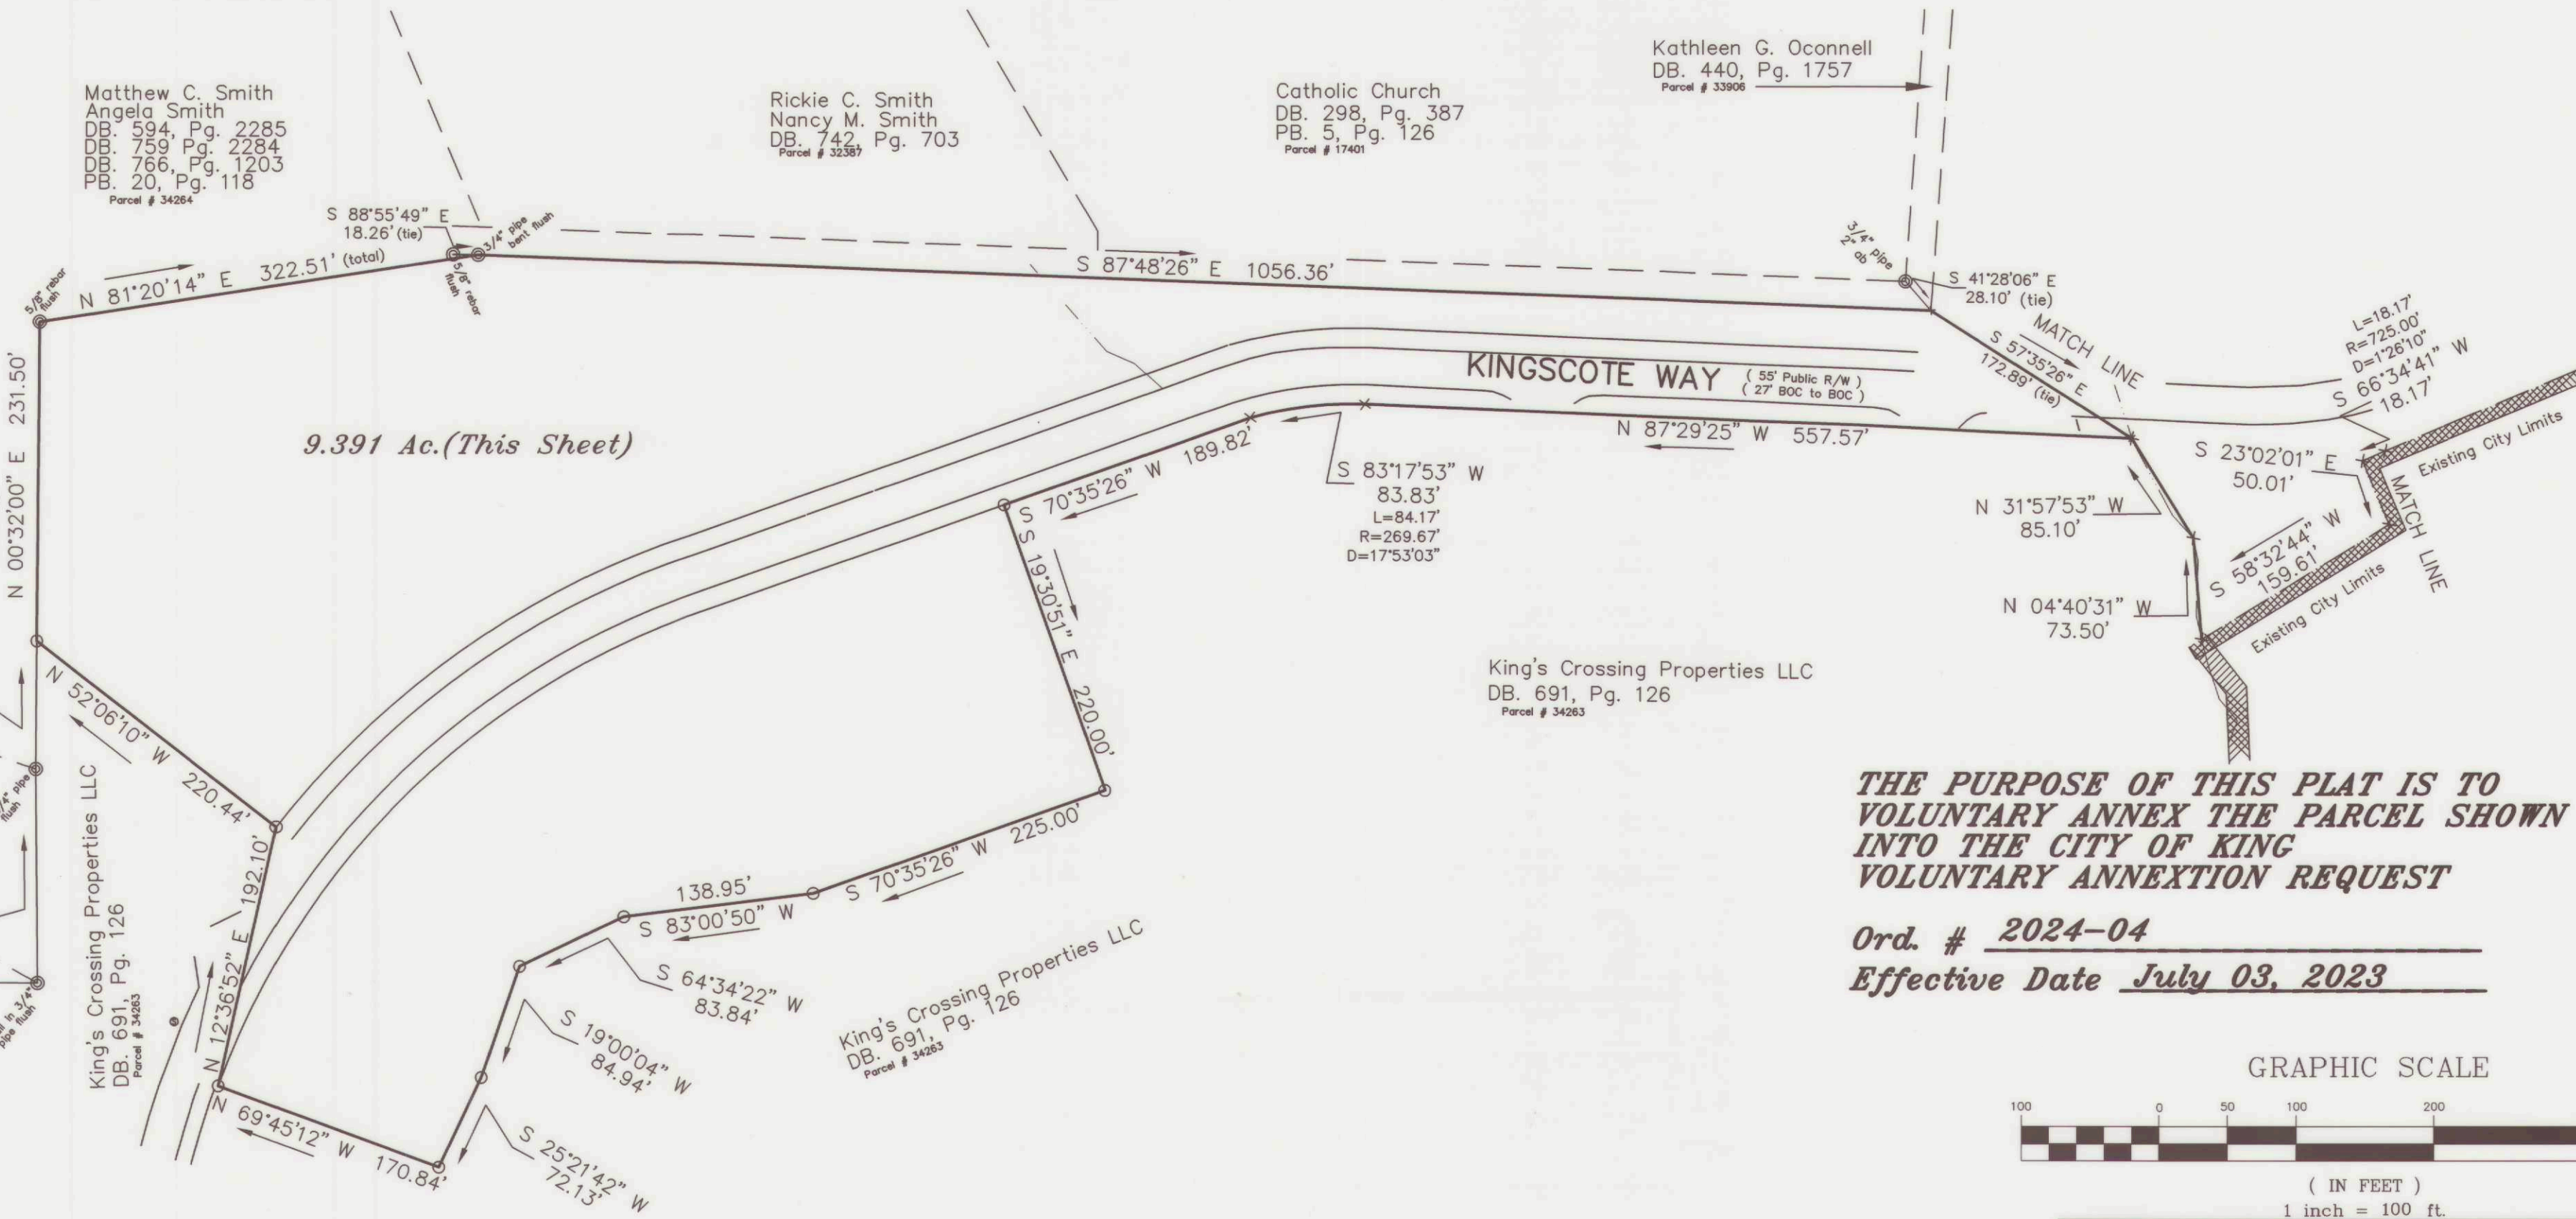 Matthew C. Smith
Angela Smith
DB. 594, Pg. 2285
DB. 759 Pg. 2284
DB. 766, Pg. 1203
PB. 20, Pg. 118
Parcel # 34264
Rickie C. Smith
Nancy M. Smith
DB. 742, Pg. 703
Parcel # 32387
Catholic Church
DB. 298, Pg. 387
PB. 5, Pg. 126
Parcel # 17401
Kathleen G. Oconnell
DB. 440, Pg. 1757
Parcel # 33906
S 88°55'49" E
18.26' (tie)
3/4" pipe
bent flush
5/8" rebar
flush
5/8" rebar
flush
N 81°20'14" E 322.51' (total)
S 87°48'26" E 1056.36'
3/4" pipe
2" ab
S 41°28'06" E
28.10' (tie)
MATCH LINE
S 57°35'26" E
172.89' (tie)
L=18.17'
R=725.00'
D=1°26'10"
S 66°34'41" W
18.17'
Existing City Limits
S 23°02'01" E
50.01'
MATCH LINE
S 58°32'44" W
159.61'
Existing City Limits
N 31°57'53" W
85.10'
N 04°40'31" W
73.50'
KINGSCOTE WAY
( 55' Public R/W )
( 27' BOC to BOC )
N 87°29'25" W 557.57'
S 83°17'53" W
83.83'
L=84.17'
R=269.67'
D=17°53'03"
S 70°35'26" W 189.82'
S 19°30'51" E 220.00'
N 00°32'00" E 231.50'
9.391 Ac.(This Sheet)
N 52°06'10" W 220.44'
King's Crossing Properties LLC
DB. 691, Pg. 126
Parcel # 34263
/4" pipe
flush
in 3/4"
pipe flush
King's Crossing Properties LLC
DB. 691, Pg. 126
Parcel # 34263
N 12°36'52" E 192.10'
S 70°35'26" W 225.00'
138.95'
S 83°00'50" W
S 64°34'22" W
83.84'
S 19°00'04" W
84.94'
S 25°21'42" W
72.13'
N 69°45'12" W 170.84'
King's Crossing Properties LLC
DB. 691, Pg. 126
Parcel # 34263
THE PURPOSE OF THIS PLAT IS TO
VOLUNTARY ANNEX THE PARCEL SHOWN
INTO THE CITY OF KING
VOLUNTARY ANNEXTION REQUEST
Ord. # 2024-04
Effective Date July 03, 2023
GRAPHIC SCALE
100 0 50 100 200
( IN FEET )
1 inch = 100 ft.